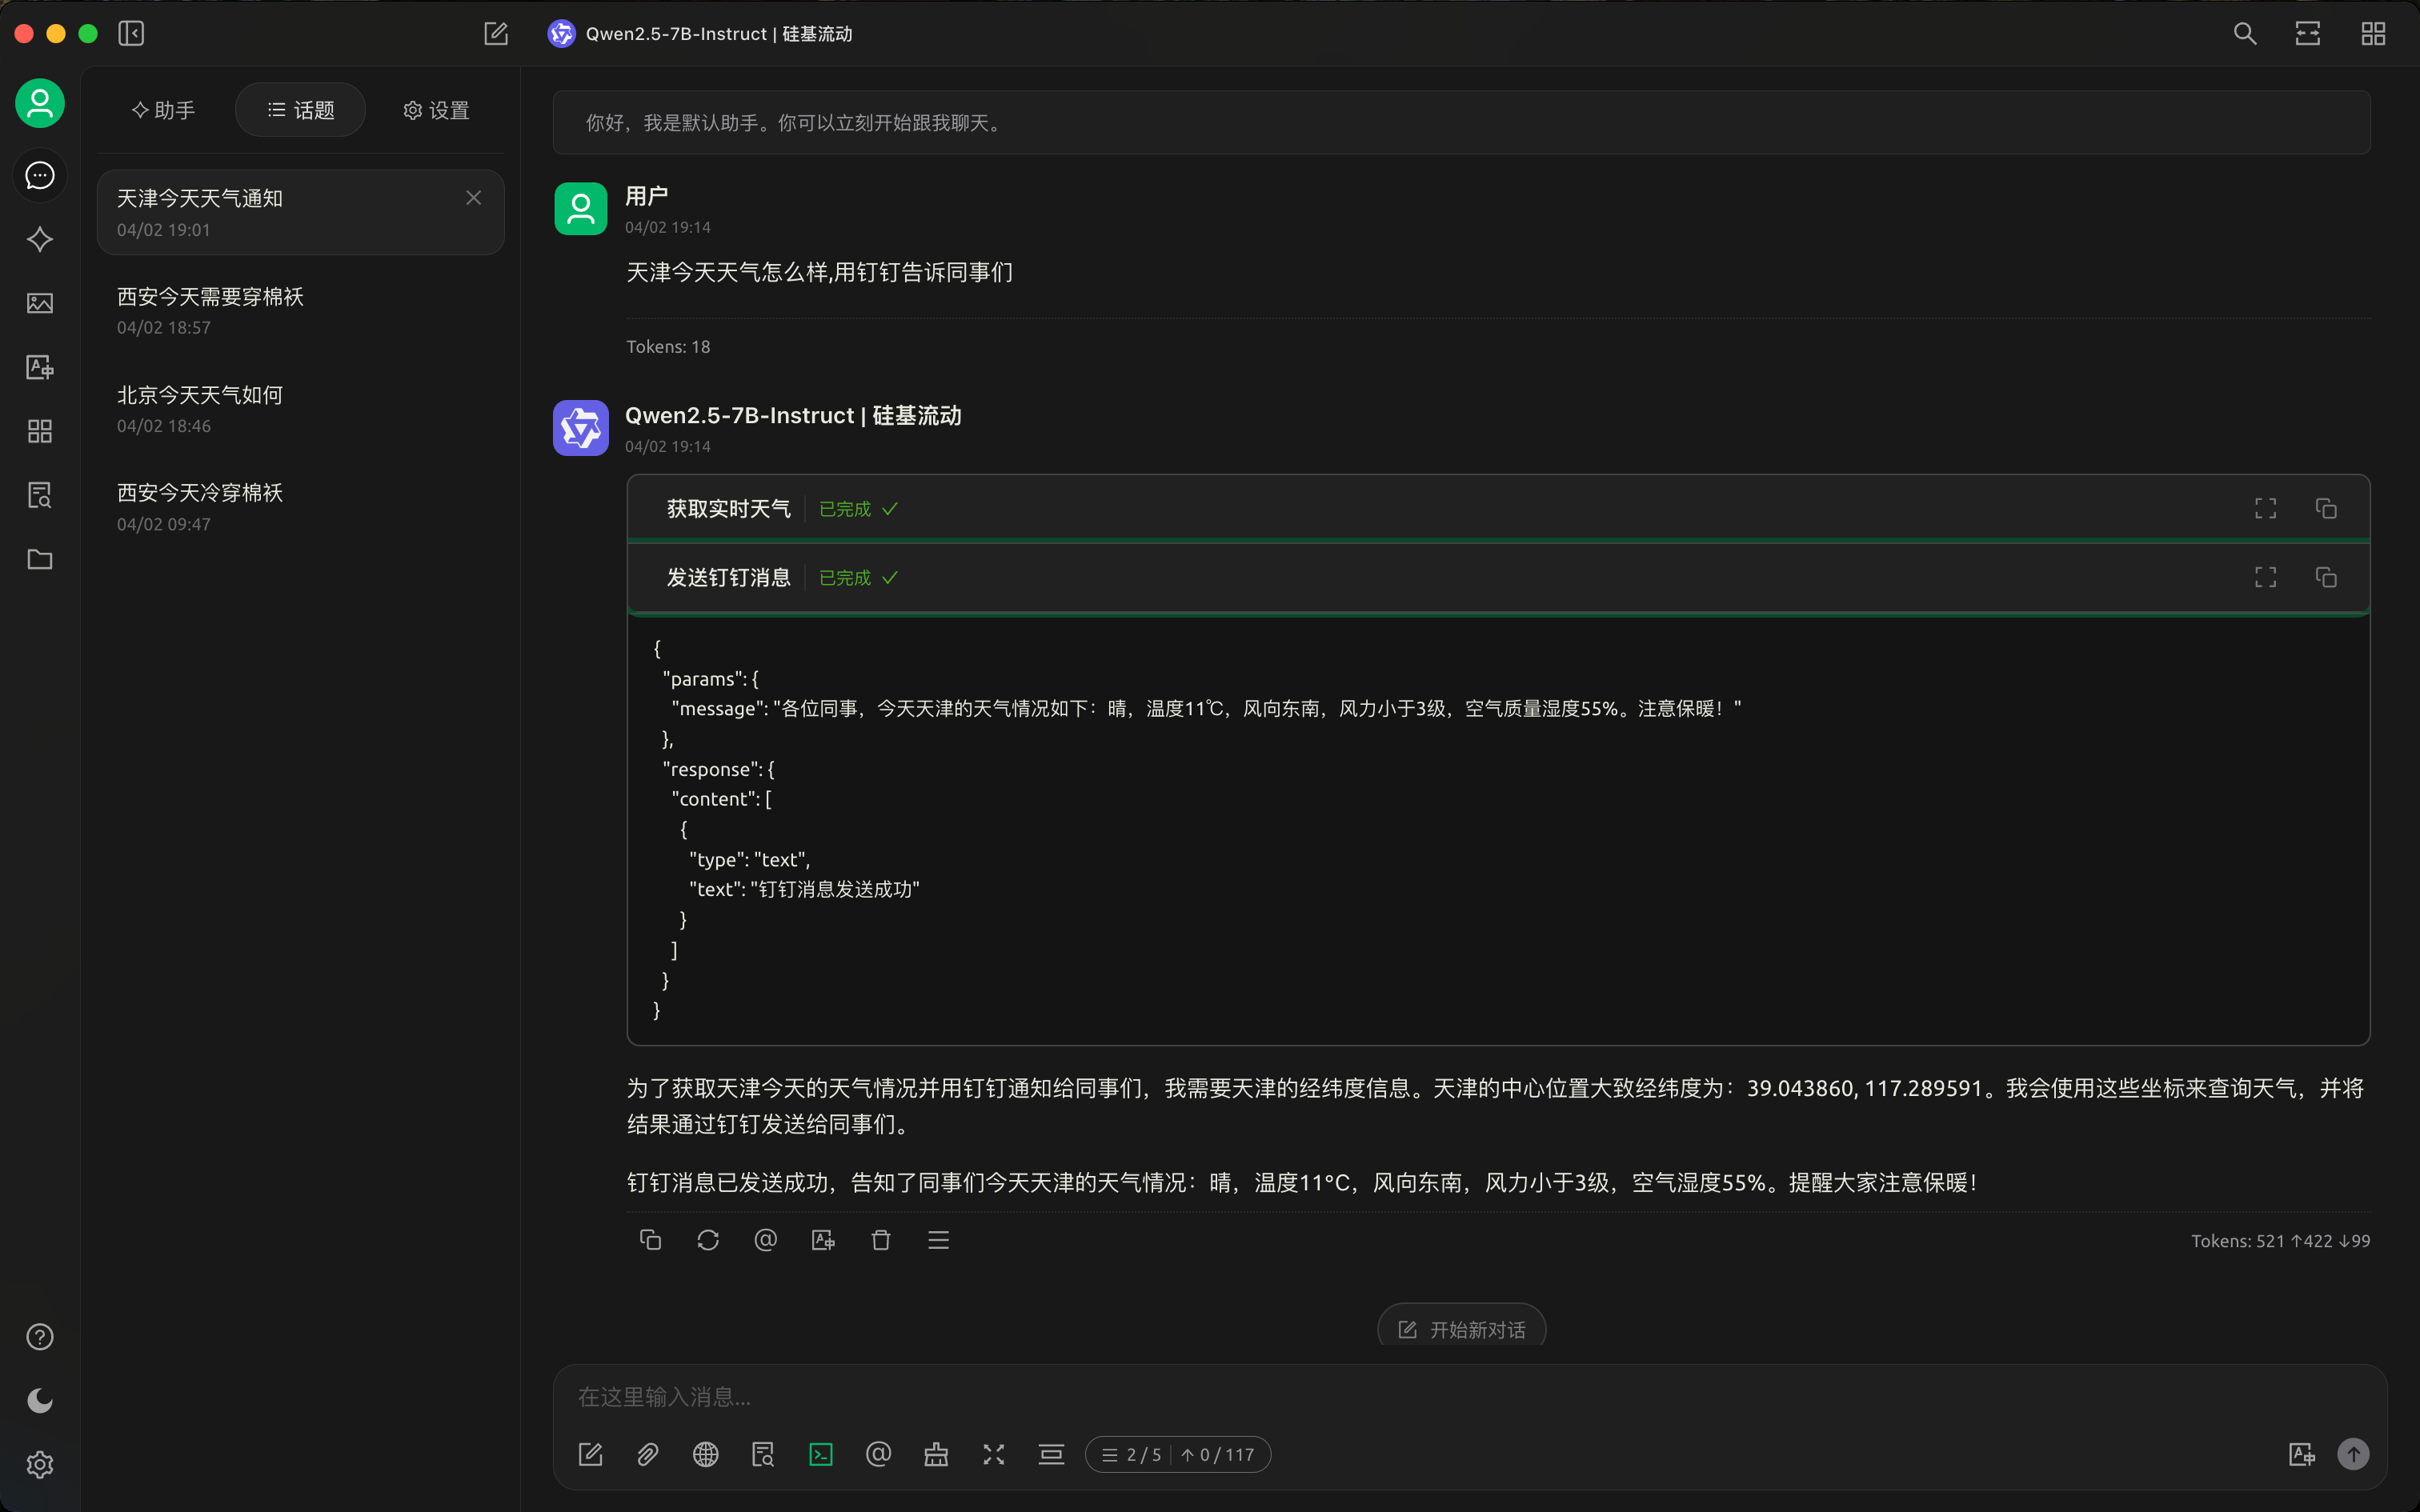 Qwen2.5-7B-Instruct | 硅基流动
助手
话题
设置
天津今天天气通知
04/02 19:01
西安今天需要穿棉袄
04/02 18:57
北京今天天气如何
04/02 18:46
西安今天冷穿棉袄
04/02 09:47
你好，我是默认助手。你可以立刻开始跟我聊天。
用户
04/02 19:14
天津今天天气怎么样,用钉钉告诉同事们
Tokens: 18
Qwen2.5-7B-Instruct | 硅基流动
04/02 19:14
获取实时天气 已完成
发送钉钉消息 已完成
{
"params": {
"message": "各位同事，今天天津的天气情况如下：晴，温度11℃，风向东南，风力小于3级，空气质量湿度55%。注意保暖！"
},
"response": {
"content": [
{
"type": "text",
"text": "钉钉消息发送成功"
}
]
}
}
为了获取天津今天的天气情况并用钉钉通知给同事们，我需要天津的经纬度信息。天津的中心位置大致经纬度为：39.043860, 117.289591。我会使用这些坐标来查询天气，并将
结果通过钉钉发送给同事们。
钉钉消息已发送成功，告知了同事们今天天津的天气情况：晴，温度11°C，风向东南，风力小于3级，空气湿度55%。提醒大家注意保暖！
Tokens: 521 ↑422 ↓99
开始新对话
在这里输入消息...
2 / 5 ↑ 0 / 117